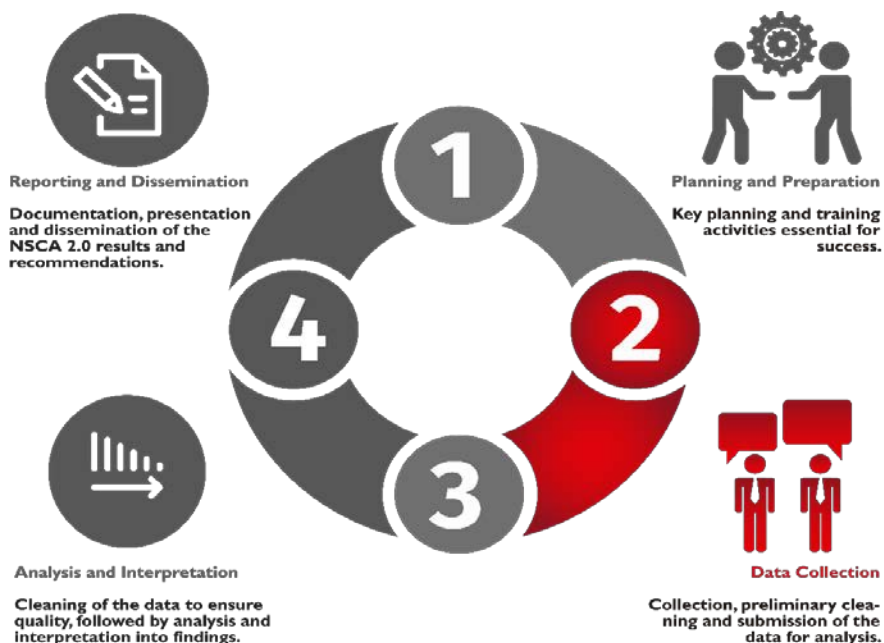 1
Planning and Preparation
Key planning and training
activities essential for
success.
2
Data Collection
Collection, preliminary clea-
ning and submission of the
data for analysis.
3
Analysis and Interpretation
Cleaning of the data to ensure
quality, followed by analysis and
interpretation into findings.
4
Reporting and Dissemination
Documentation, presentation
and dissemination of the
NSCA 2.0 results and
recommendations.